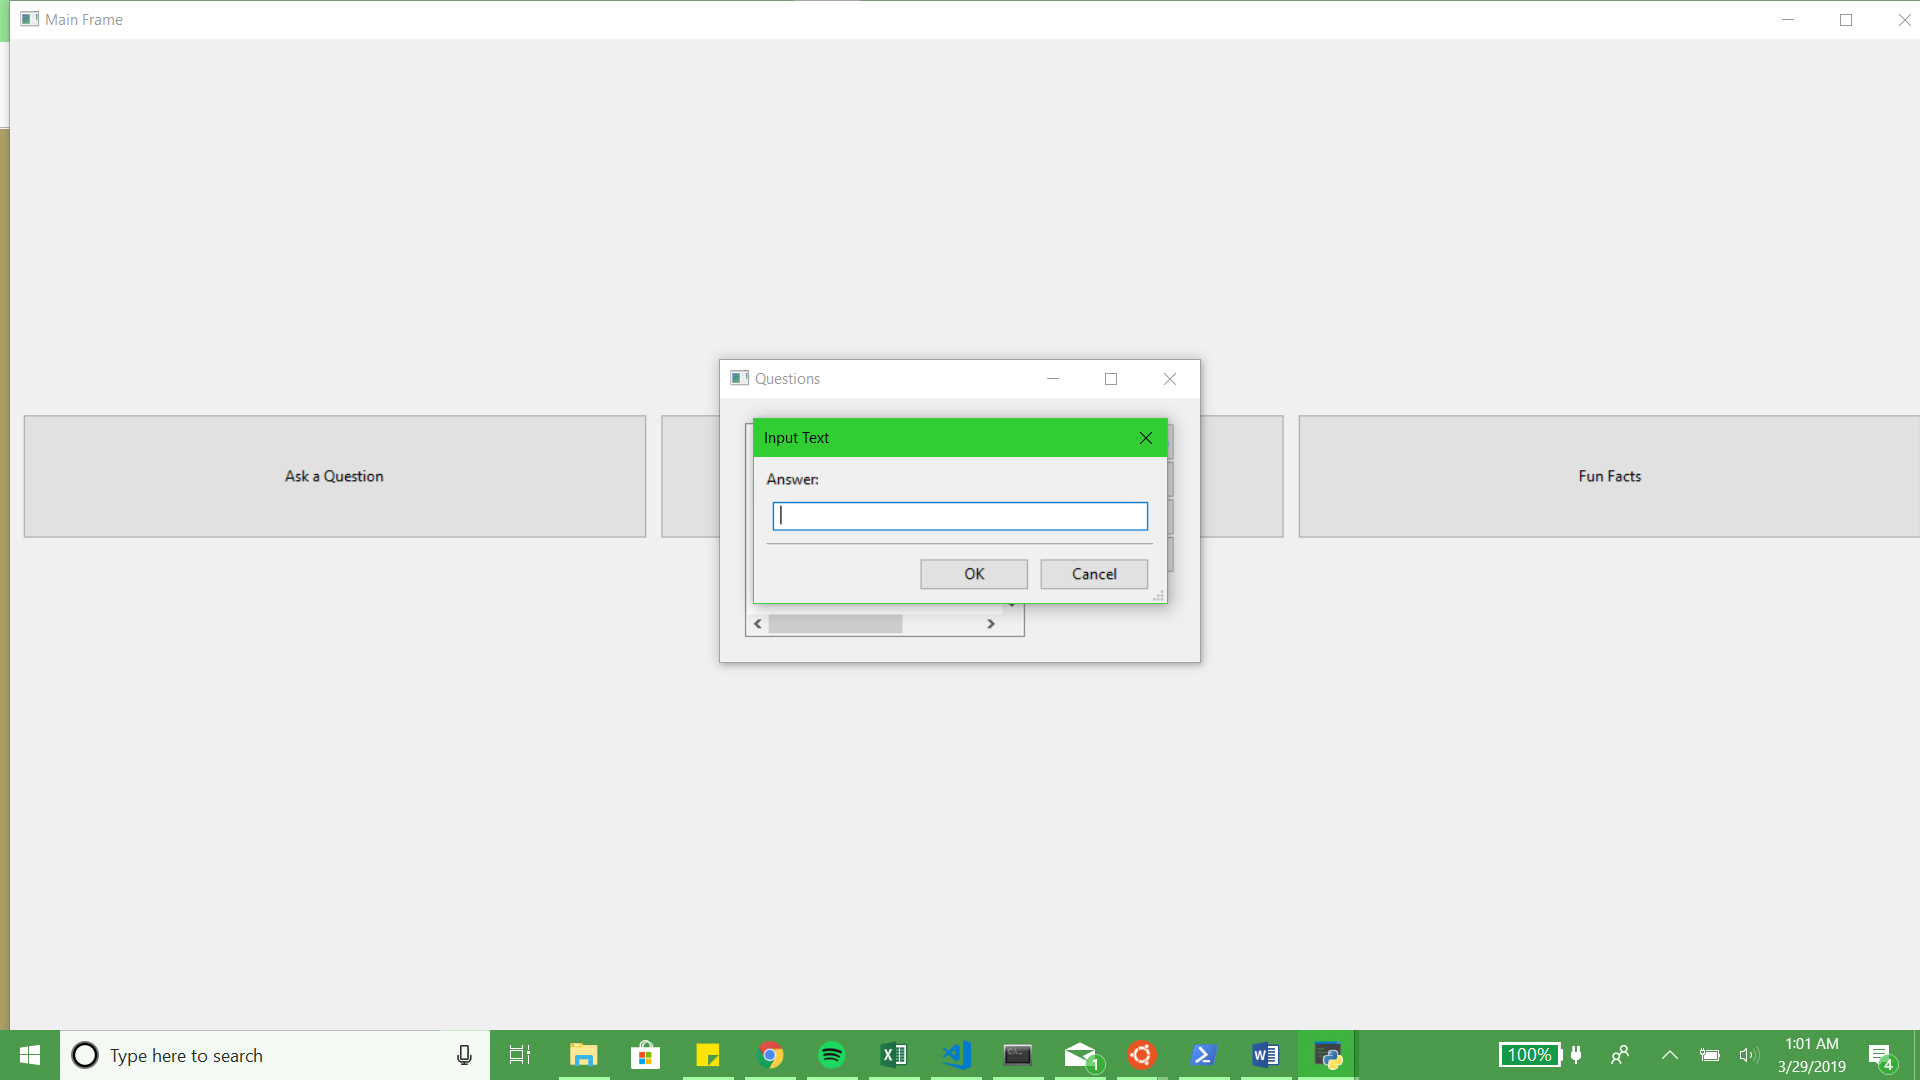 Main Frame
Questions
Input Text
Answer:
OK
Cancel
Ask a Question
Fun Facts
Type here to search
1
100%
1:01 AM
3/29/2019
4